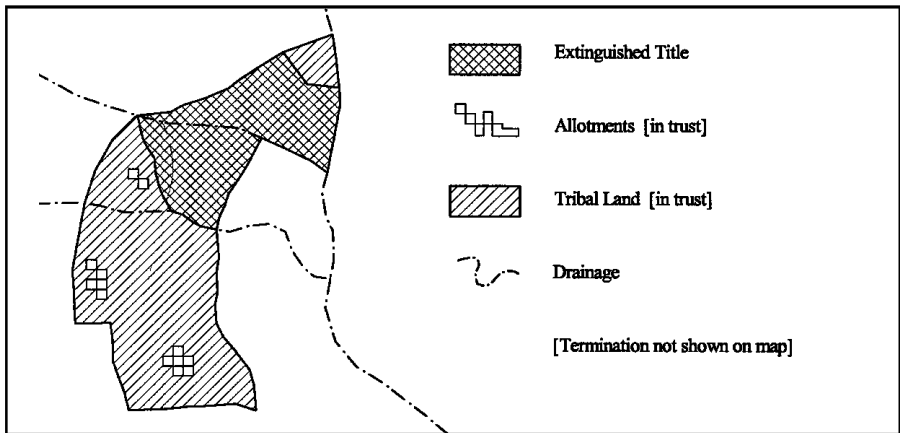 Extinguished Title
Allotments [in trust]
Tribal Land [in trust]
Drainage
[Termination not shown on map]